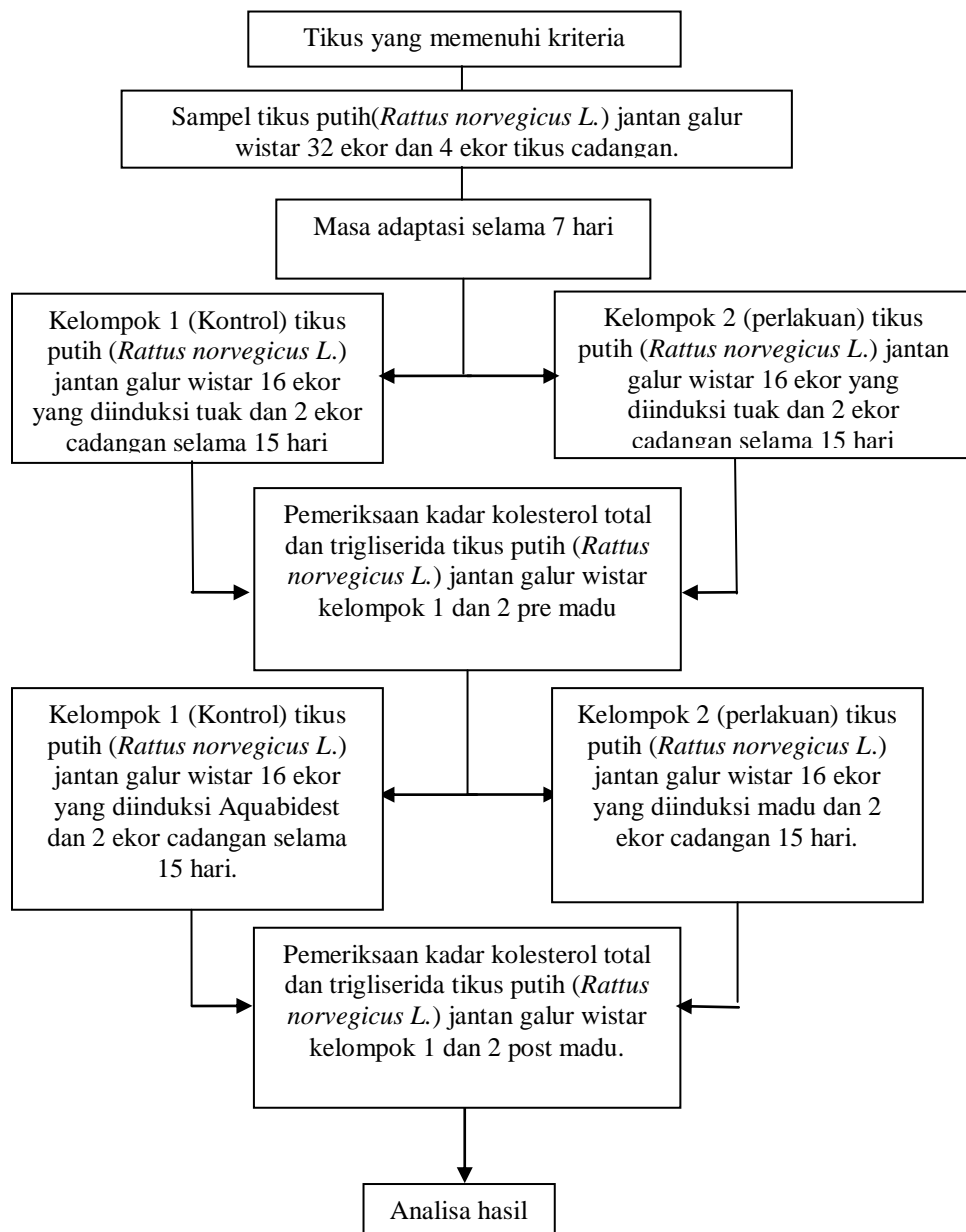 Tikus yang memenuhi kriteria
Sampel tikus putih(Rattus norvegicus L.) jantan galur
wistar 32 ekor dan 4 ekor tikus cadangan.
Masa adaptasi selama 7 hari
Kelompok 1 (Kontrol) tikus
putih (Rattus norvegicus L.)
jantan galur wistar 16 ekor
yang diinduksi tuak dan 2 ekor
cadangan selama 15 hari
Kelompok 2 (perlakuan) tikus
putih (Rattus norvegicus L.) jantan
galur wistar 16 ekor yang
diinduksi tuak dan 2 ekor
cadangan selama 15 hari
Pemeriksaan kadar kolesterol total
dan trigliserida tikus putih (Rattus
norvegicus L.) jantan galur wistar
kelompok 1 dan 2 pre madu
Kelompok 1 (Kontrol) tikus
putih (Rattus norvegicus L.)
jantan galur wistar 16 ekor
yang diinduksi Aquabidest
dan 2 ekor cadangan selama
15 hari.
Kelompok 2 (perlakuan) tikus
putih (Rattus norvegicus L.)
jantan galur wistar 16 ekor
yang diinduksi madu dan 2
ekor cadangan 15 hari.
Pemeriksaan kadar kolesterol total
dan trigliserida tikus putih (Rattus
norvegicus L.) jantan galur wistar
kelompok 1 dan 2 post madu.
Analisa hasil